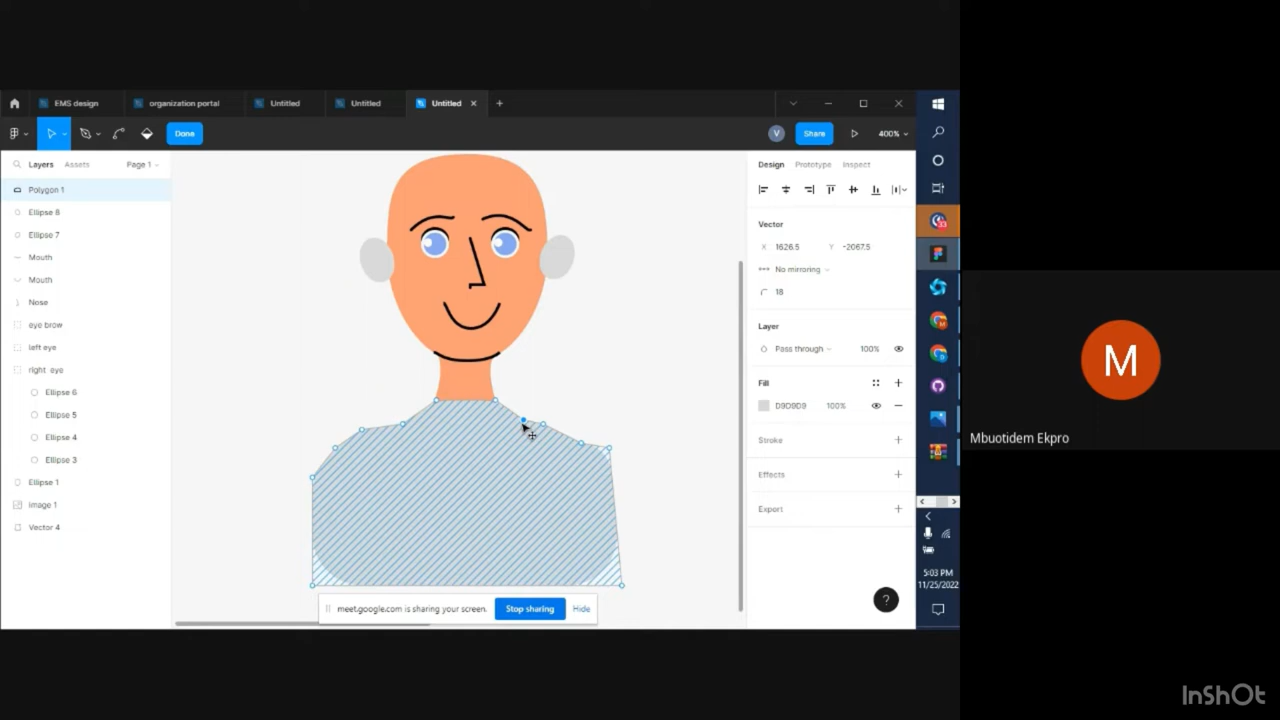 EMS design
organization portal
Untitled
Untitled
Untitled
Done
V
Share
400%
Layers
Assets
Page 1
Design
Prototype
Inspect
Polygon 1
Ellipse 8
Ellipse 7
Mouth
Mouth
Nose
eye brow
left eye
right eye
Ellipse 6
Ellipse 5
Ellipse 4
Ellipse 3
Ellipse 1
Image 1
Vector 4
Vector
X 1626.5 Y -2067.5
No mirroring
18
Layer
Pass through 100%
Fill
D9D9D9 100%
Stroke
Effects
Export
?
meet.google.com is sharing your screen.
Stop sharing
Hide
5:03 PM
11/25/2022
M
Mbuotidem Ekpro
InShOt